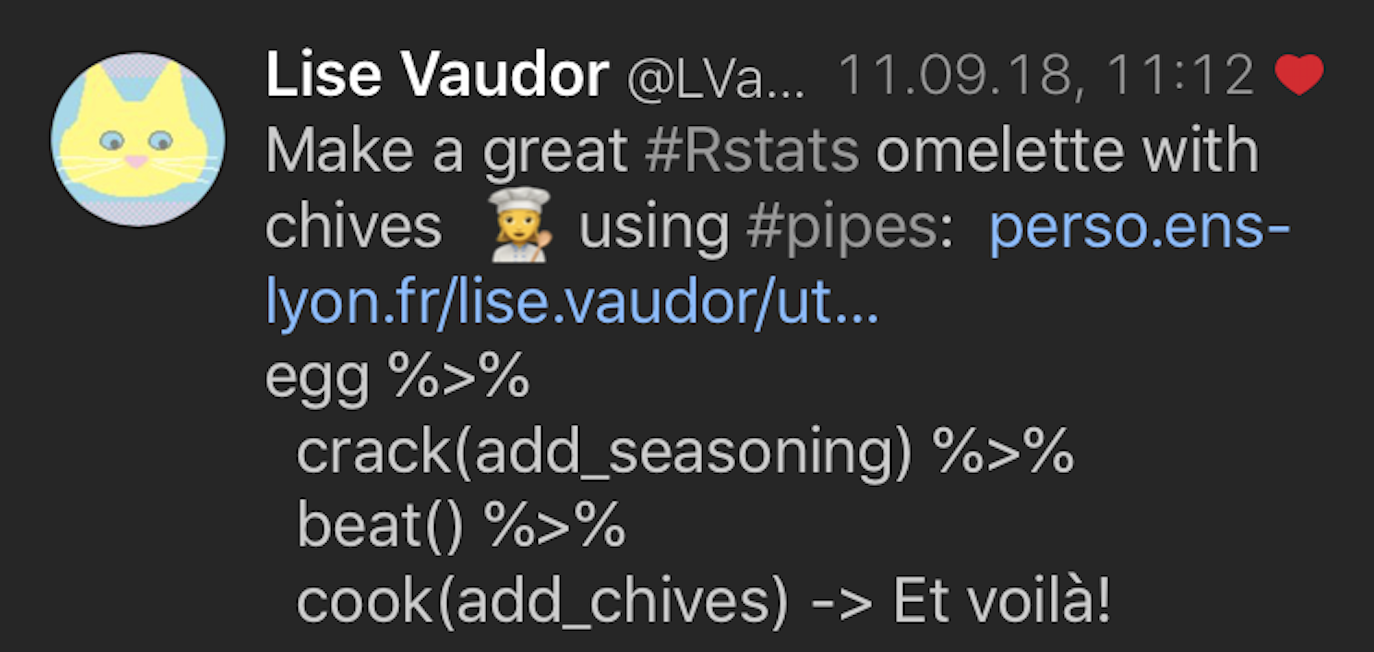 Lise Vaudor @LVa... 11.09.18, 11:12 ❤️
Make a great #Rstats omelette with
chives 👩‍🍳 using #pipes: perso.ens-
lyon.fr/lise.vaudor/ut...
egg %>%
crack(add_seasoning) %>%
beat() %>%
cook(add_chives) -> Et voilà!